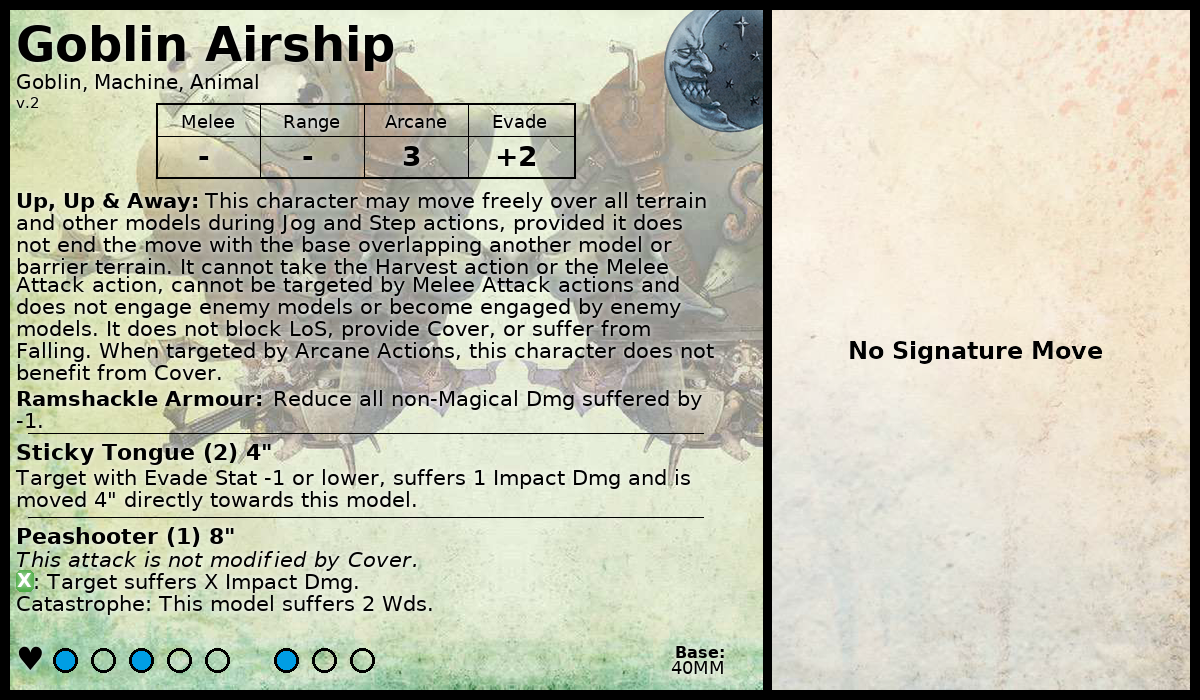 Goblin Airship
Goblin, Machine, Animal
v.2
Melee Range Arcane Evade
- - 3 +2
Up, Up & Away: This character may move freely over all terrain
and other models during Jog and Step actions, provided it does
not end the move with the base overlapping another model or
barrier terrain. It cannot take the Harvest action or the Melee
Attack action, cannot be targeted by Melee Attack actions and
does not engage enemy models or become engaged by enemy
models. It does not block LoS, provide Cover, or suffer from
Falling. When targeted by Arcane Actions, this character does not
benefit from Cover.
Ramshackle Armour: Reduce all non-Magical Dmg suffered by
-1.
Sticky Tongue (2) 4"
Target with Evade Stat -1 or lower, suffers 1 Impact Dmg and is
moved 4" directly towards this model.
Peashooter (1) 8"
This attack is not modified by Cover.
X: Target suffers X Impact Dmg.
Catastrophe: This model suffers 2 Wds.
Base:
40MM
No Signature Move